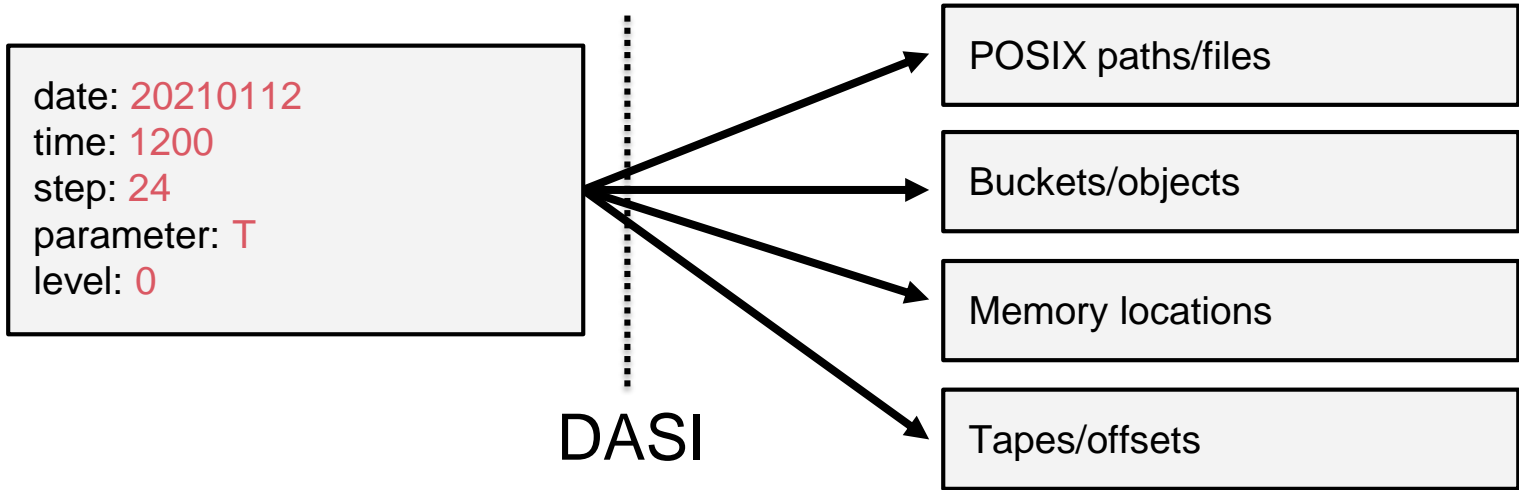 date: 20210112
time: 1200
step: 24
parameter: T
level: 0
DASI
POSIX paths/files
Buckets/objects
Memory locations
Tapes/offsets